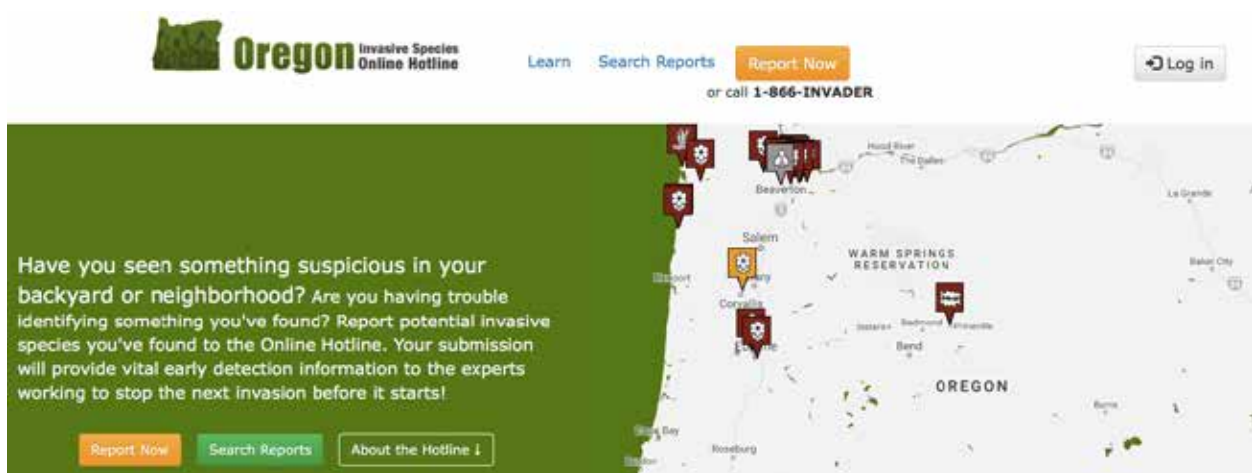 Oregon Invasive Species
Online Hotline
Learn
Search Reports
Report Now
Log in
or call 1-866-INVADER
Hood River
The Dalles
Beaverton
La Grande
Salem
WARM SPRINGS
RESERVATION
Baker City
Corvallis
Redmond
Prineville
Bend
OREGON
Burns
Roseburg
Have you seen something suspicious in your
backyard or neighborhood? Are you having trouble
identifying something you've found? Report potential invasive
species you've found to the Online Hotline. Your submission
will provide vital early detection information to the experts
working to stop the next invasion before it starts!
Report Now
Search Reports
About the Hotline ↓